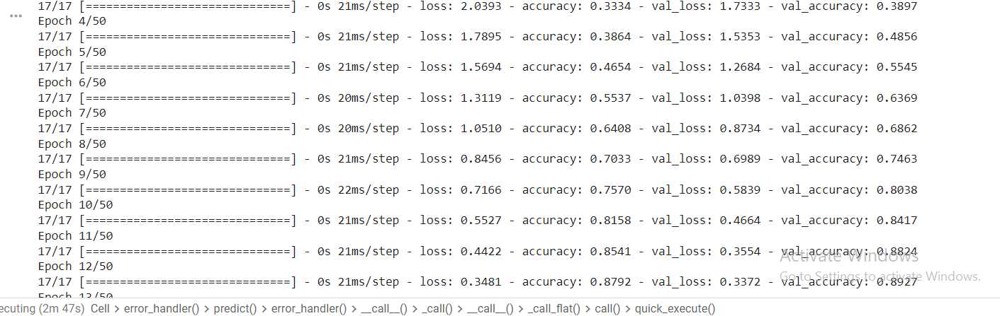 17/17 [==============================] - 0s 21ms/step - loss: 2.0393 - accuracy: 0.3334 - val_loss: 1.7333 - val_accuracy: 0.3897
Epoch 4/50
17/17 [==============================] - 0s 21ms/step - loss: 1.7895 - accuracy: 0.3864 - val_loss: 1.5353 - val_accuracy: 0.4856
Epoch 5/50
17/17 [==============================] - 0s 21ms/step - loss: 1.5694 - accuracy: 0.4654 - val_loss: 1.2684 - val_accuracy: 0.5545
Epoch 6/50
17/17 [==============================] - 0s 20ms/step - loss: 1.3119 - accuracy: 0.5537 - val_loss: 1.0398 - val_accuracy: 0.6369
Epoch 7/50
17/17 [==============================] - 0s 20ms/step - loss: 1.0510 - accuracy: 0.6408 - val_loss: 0.8734 - val_accuracy: 0.6862
Epoch 8/50
17/17 [==============================] - 0s 21ms/step - loss: 0.8456 - accuracy: 0.7033 - val_loss: 0.6989 - val_accuracy: 0.7463
Epoch 9/50
17/17 [==============================] - 0s 22ms/step - loss: 0.7166 - accuracy: 0.7570 - val_loss: 0.5839 - val_accuracy: 0.8038
Epoch 10/50
17/17 [==============================] - 0s 21ms/step - loss: 0.5527 - accuracy: 0.8158 - val_loss: 0.4664 - val_accuracy: 0.8417
Epoch 11/50
17/17 [==============================] - 0s 21ms/step - loss: 0.4422 - accuracy: 0.8541 - val_loss: 0.3554 - val_accuracy: 0.8824
Activate Windows
Epoch 12/50
Go to Settings to activate Windows.
17/17 [==============================] - 0s 21ms/step - loss: 0.3481 - accuracy: 0.8792 - val_loss: 0.3372 - val_accuracy: 0.8927
Epoch 13/50
ecuting (2m 47s) Cell > error_handler() > predict() > error_handler() > __call__() > _call() > __call__() > _call_flat() > call() > quick_execute()